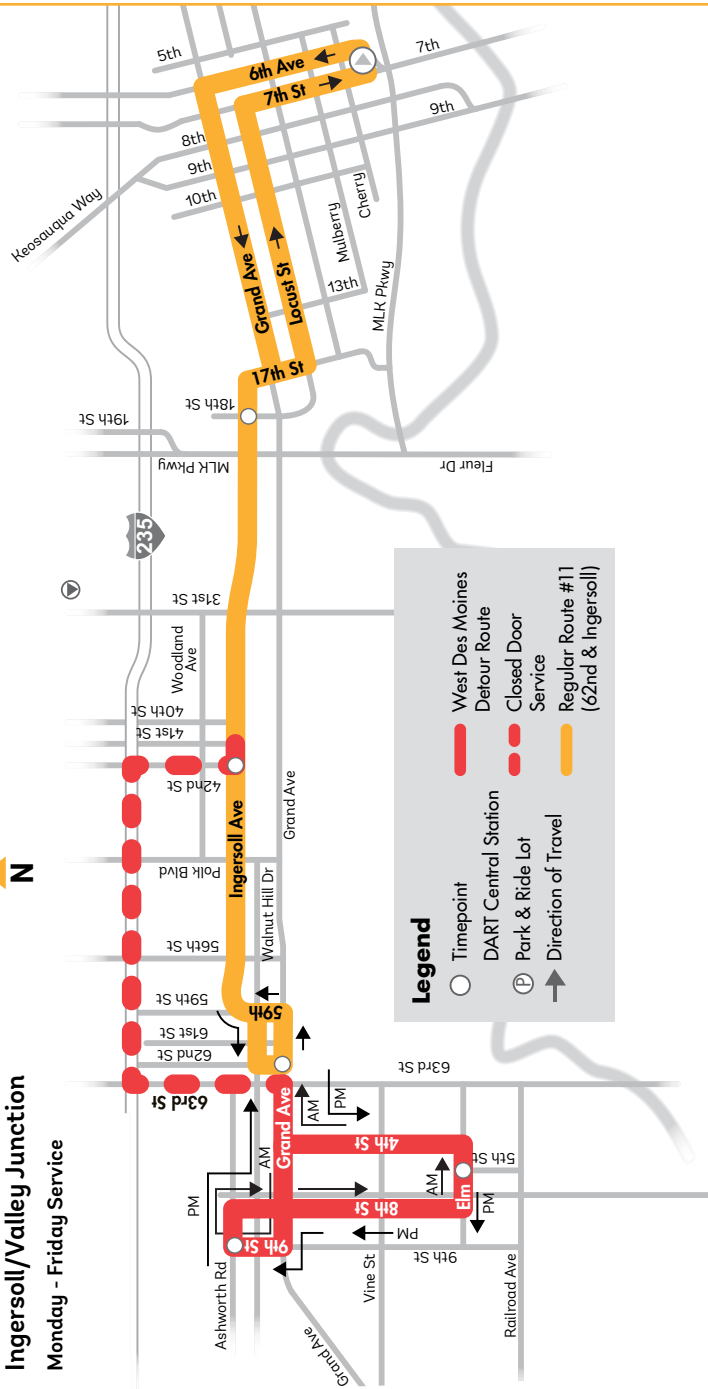 Ingersoll/Valley Junction
Monday - Friday Service
N
5th
6th Ave
7th St
7th
8th
9th
9th
10th
Keosauqua Way
Mulberry
Cherry
13th
MLK Pkwy
Grand Ave
Locust St
17th St
18th St
19th St
MLK Pkwy
Fleur Dr
235
31st St
Woodland
Ave
40th St
41st St
42nd St
Ingersoll Ave
Grand Ave
Polk Blvd
Walnut Hill Dr
56th St
59th St
59th
61st St
62nd St
63rd St
63rd St
AM
PM
Grand Ave
4th St
5th St
AM
PM
Elm
8th St
AM
PM
9th St
PM
9th St
Ashworth Rd
Vine St
Railroad Ave
Grand Ave
Legend
Timepoint
DART Central Station
P
Park & Ride Lot
Direction of Travel
West Des Moines
Detour Route
Closed Door
Service
Regular Route #11
(62nd & Ingersoll)